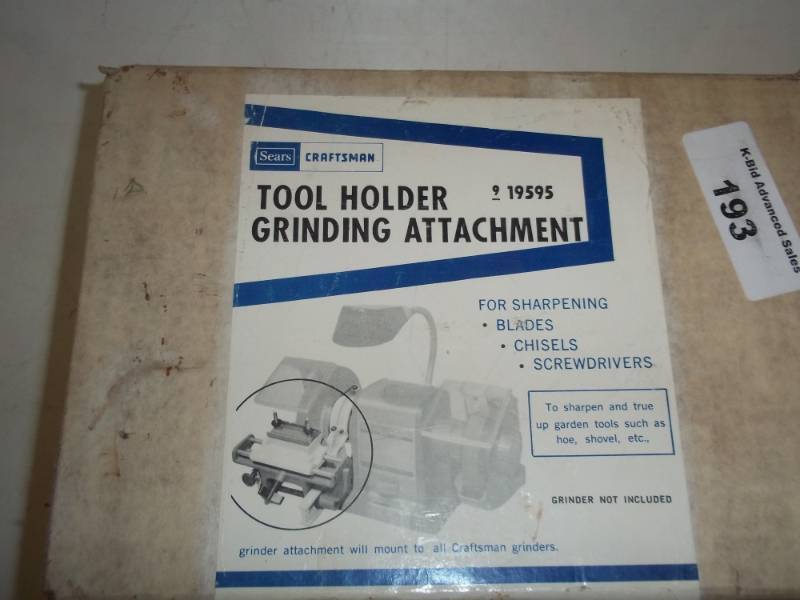 Sears CRAFTSMAN
TOOL HOLDER 9 19595
GRINDING ATTACHMENT
FOR SHARPENING
• BLADES
• CHISELS
• SCREWDRIVERS
To sharpen and true
up garden tools such as
hoe, shovel, etc.,
GRINDER NOT INCLUDED
grinder attachment will mount to all Craftsman grinders.
K-Bid Advanced Sales
193